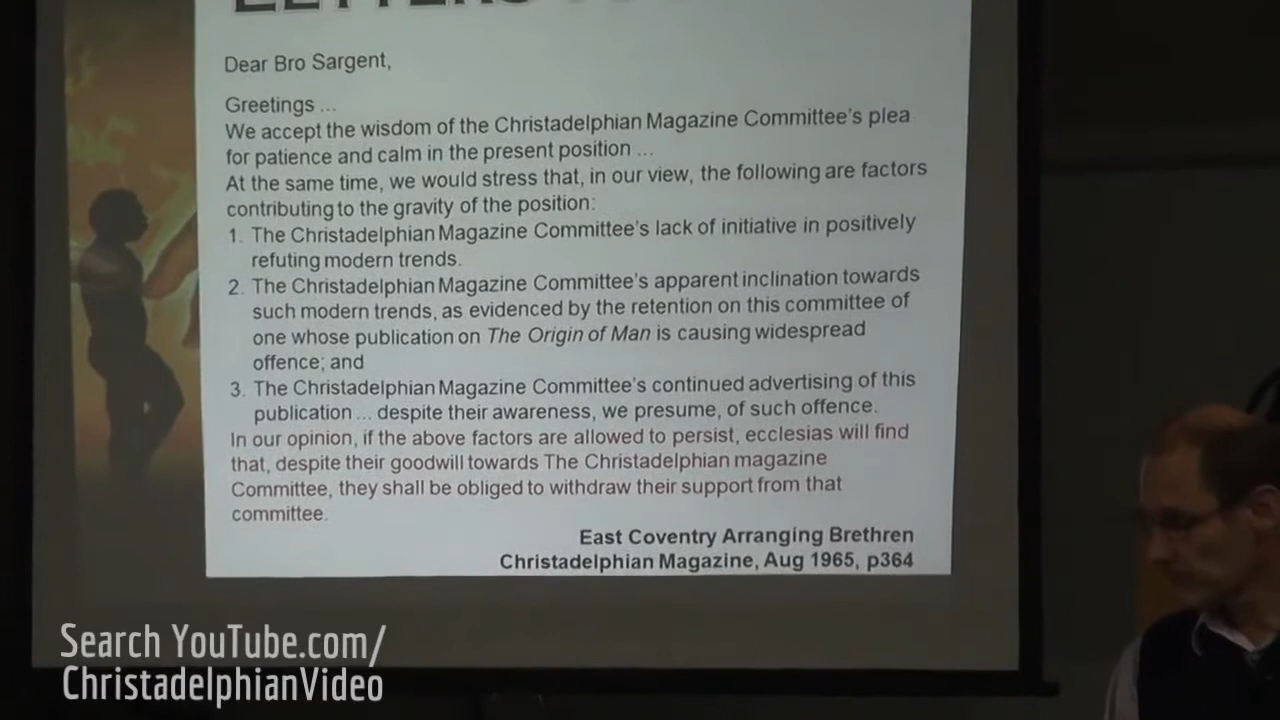 Dear Bro Sargent,
Greetings ...
We accept the wisdom of the Christadelphian Magazine Committee's plea
for patience and calm in the present position ...
At the same time, we would stress that, in our view, the following are factors
contributing to the gravity of the position:
1. The Christadelphian Magazine Committee's lack of initiative in positively
refuting modern trends.
2. The Christadelphian Magazine Committee's apparent inclination towards
such modern trends, as evidenced by the retention on this committee of
one whose publication on The Origin of Man is causing widespread
offence; and
3. The Christadelphian Magazine Committee's continued advertising of this
publication ... despite their awareness, we presume, of such offence.
In our opinion, if the above factors are allowed to persist, ecclesias will find
that, despite their goodwill towards The Christadelphian magazine
Committee, they shall be obliged to withdraw their support from that
committee.
East Coventry Arranging Brethren
Christadelphian Magazine, Aug 1965, p364
Search YouTube.com/
ChristadelphianVideo